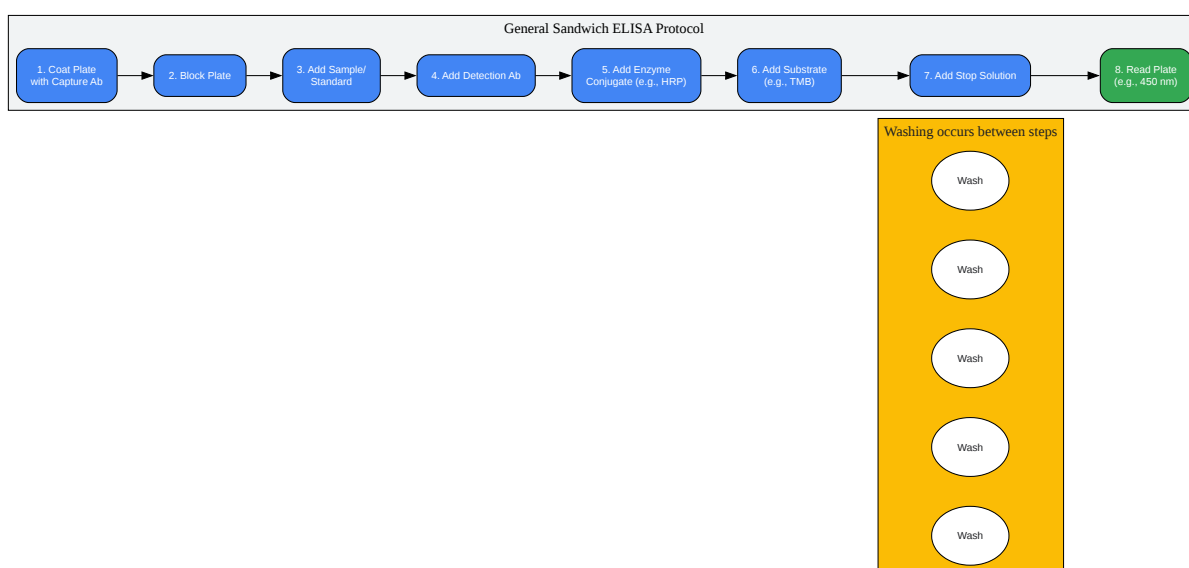 General Sandwich ELISA Protocol
1. Coat Plate
with Capture Ab
2. Block Plate
3. Add Sample/
Standard
4. Add Detection Ab
5. Add Enzyme
Conjugate (e.g., HRP)
6. Add Substrate
(e.g., TMB)
7. Add Stop Solution
8. Read Plate
(e.g., 450 nm)
Washing occurs between steps
Wash
Wash
Wash
Wash
Wash